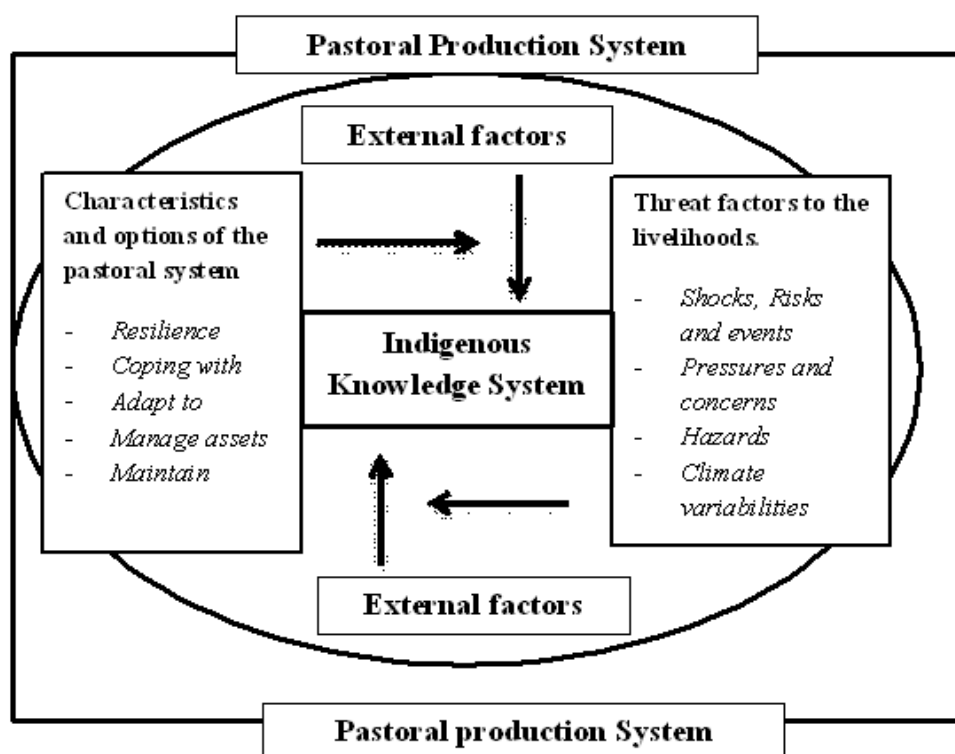 Pastoral Production System
External factors
Characteristics
and options of the
pastoral system
- Resilience
- Coping with
- Adapt to
- Manage assets
- Maintain
Indigenous
Knowledge System
Threat factors to the
livelihoods.
- Shocks, Risks
and events
- Pressures and
concerns
- Hazards
- Climate
variabilities
External factors
Pastoral production System